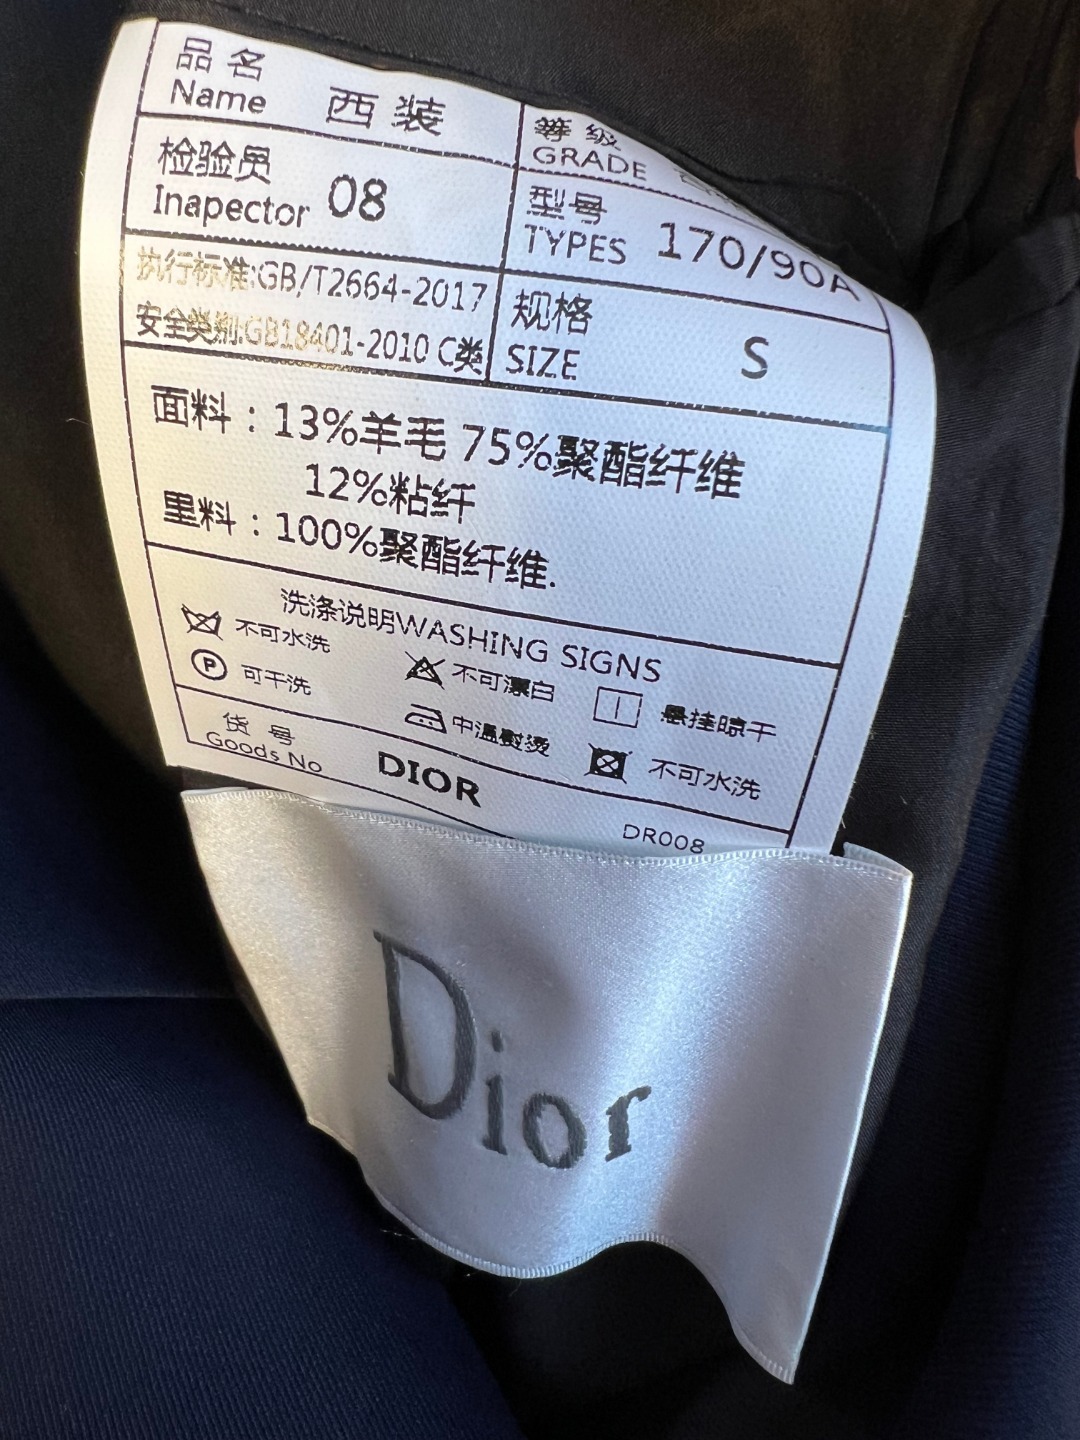 品 名
Name 西 装
等 级
GRADE
检验员
Inapector 08
型 号
TYPES 170/90A
执行标准:GB/T2664-2017
安全类别:GB18401-2010 C类
规格
SIZE S
面料：13%羊毛 75%聚酯纤维
12%粘纤
里料：100%聚酯纤维.
洗涤说明WASHING SIGNS
不可水洗 不可漂白 悬挂晾干
P 可干洗 中温熨烫 不可水洗
货 号
Goods No DIOR DR008
Dior